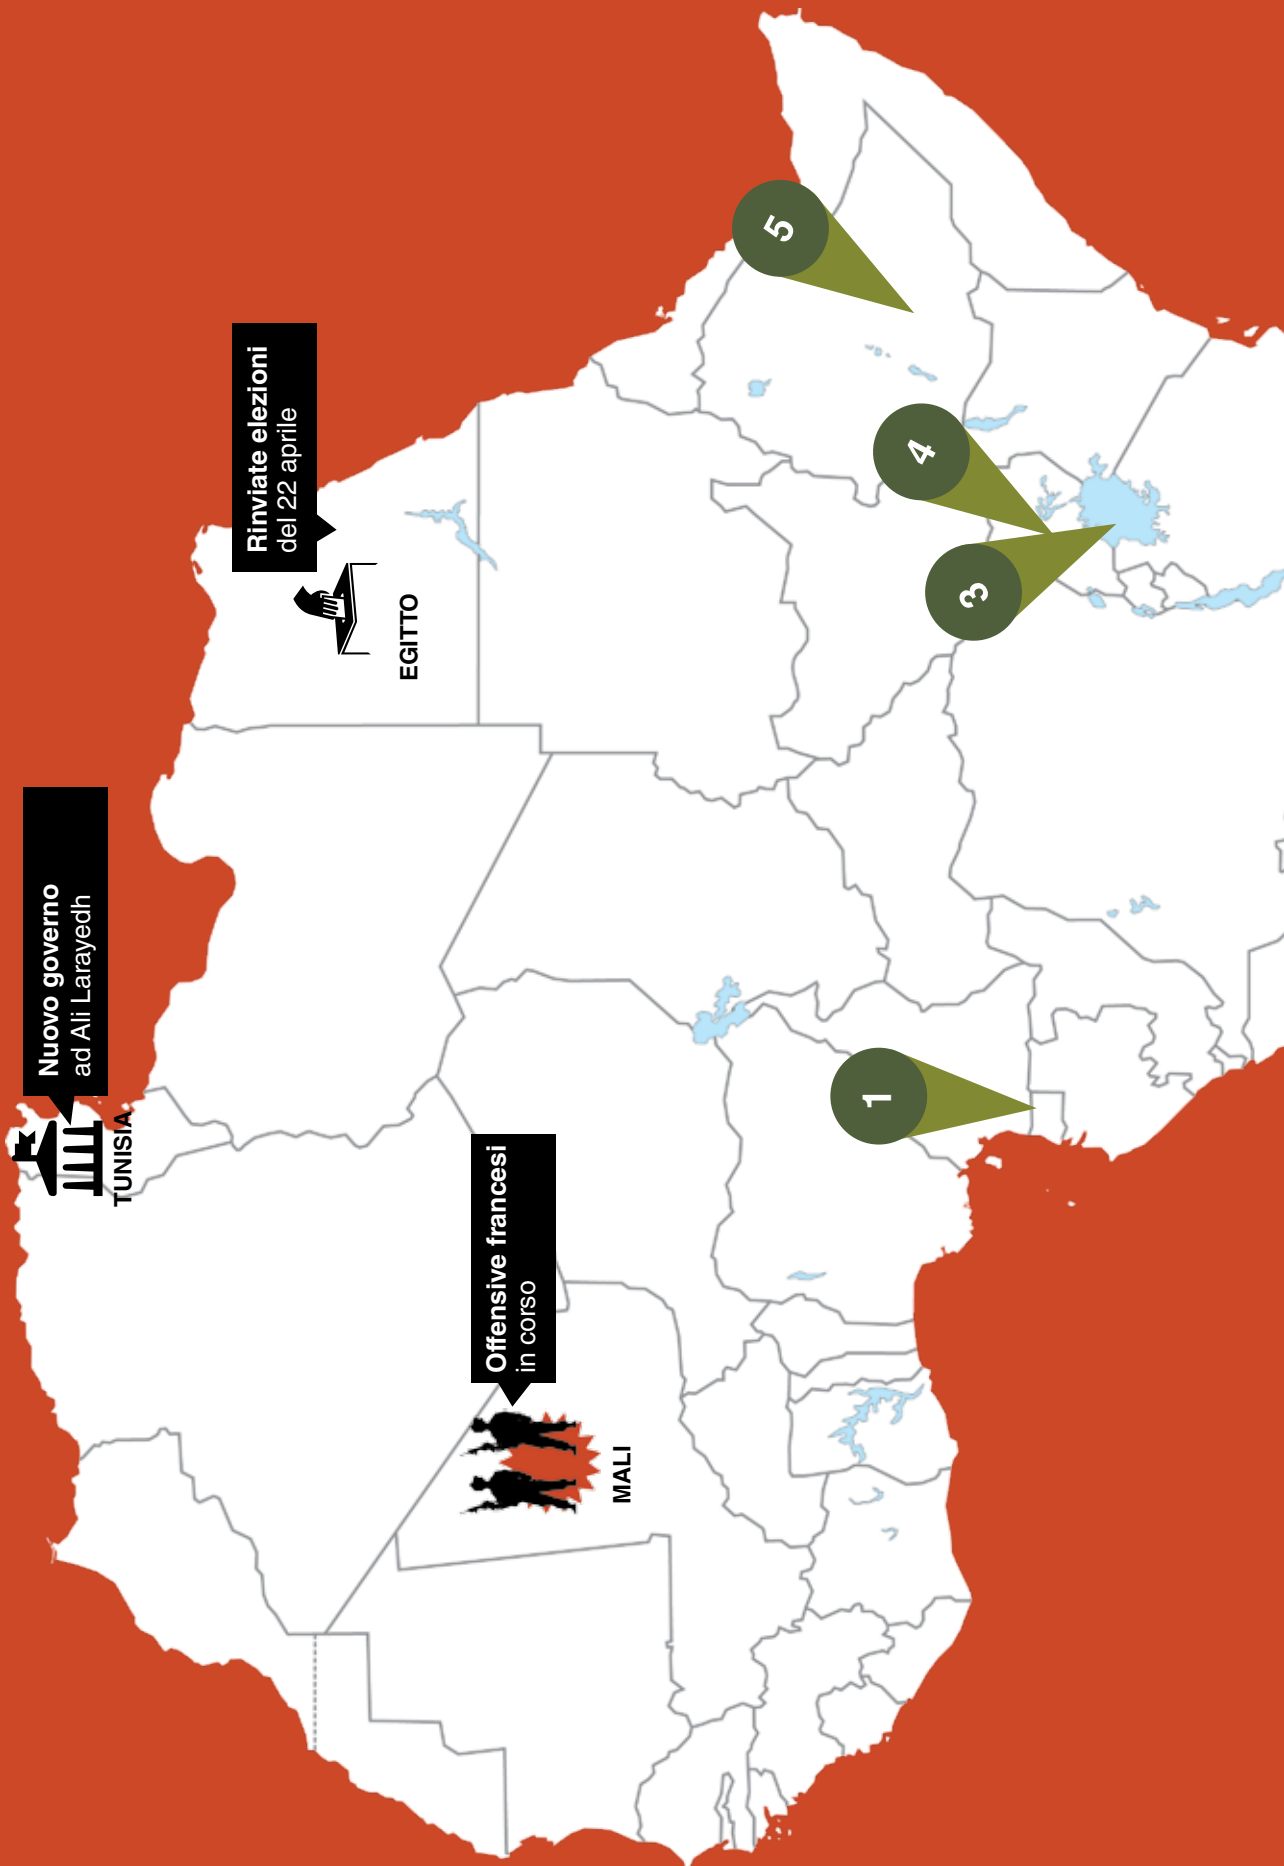 Nuovo governo
ad Ali Larayedh
TUNISIA
Rinviate elezioni
del 22 aprile
EGITTO
Offensive francesi
in corso
MALI
1
3
4
5